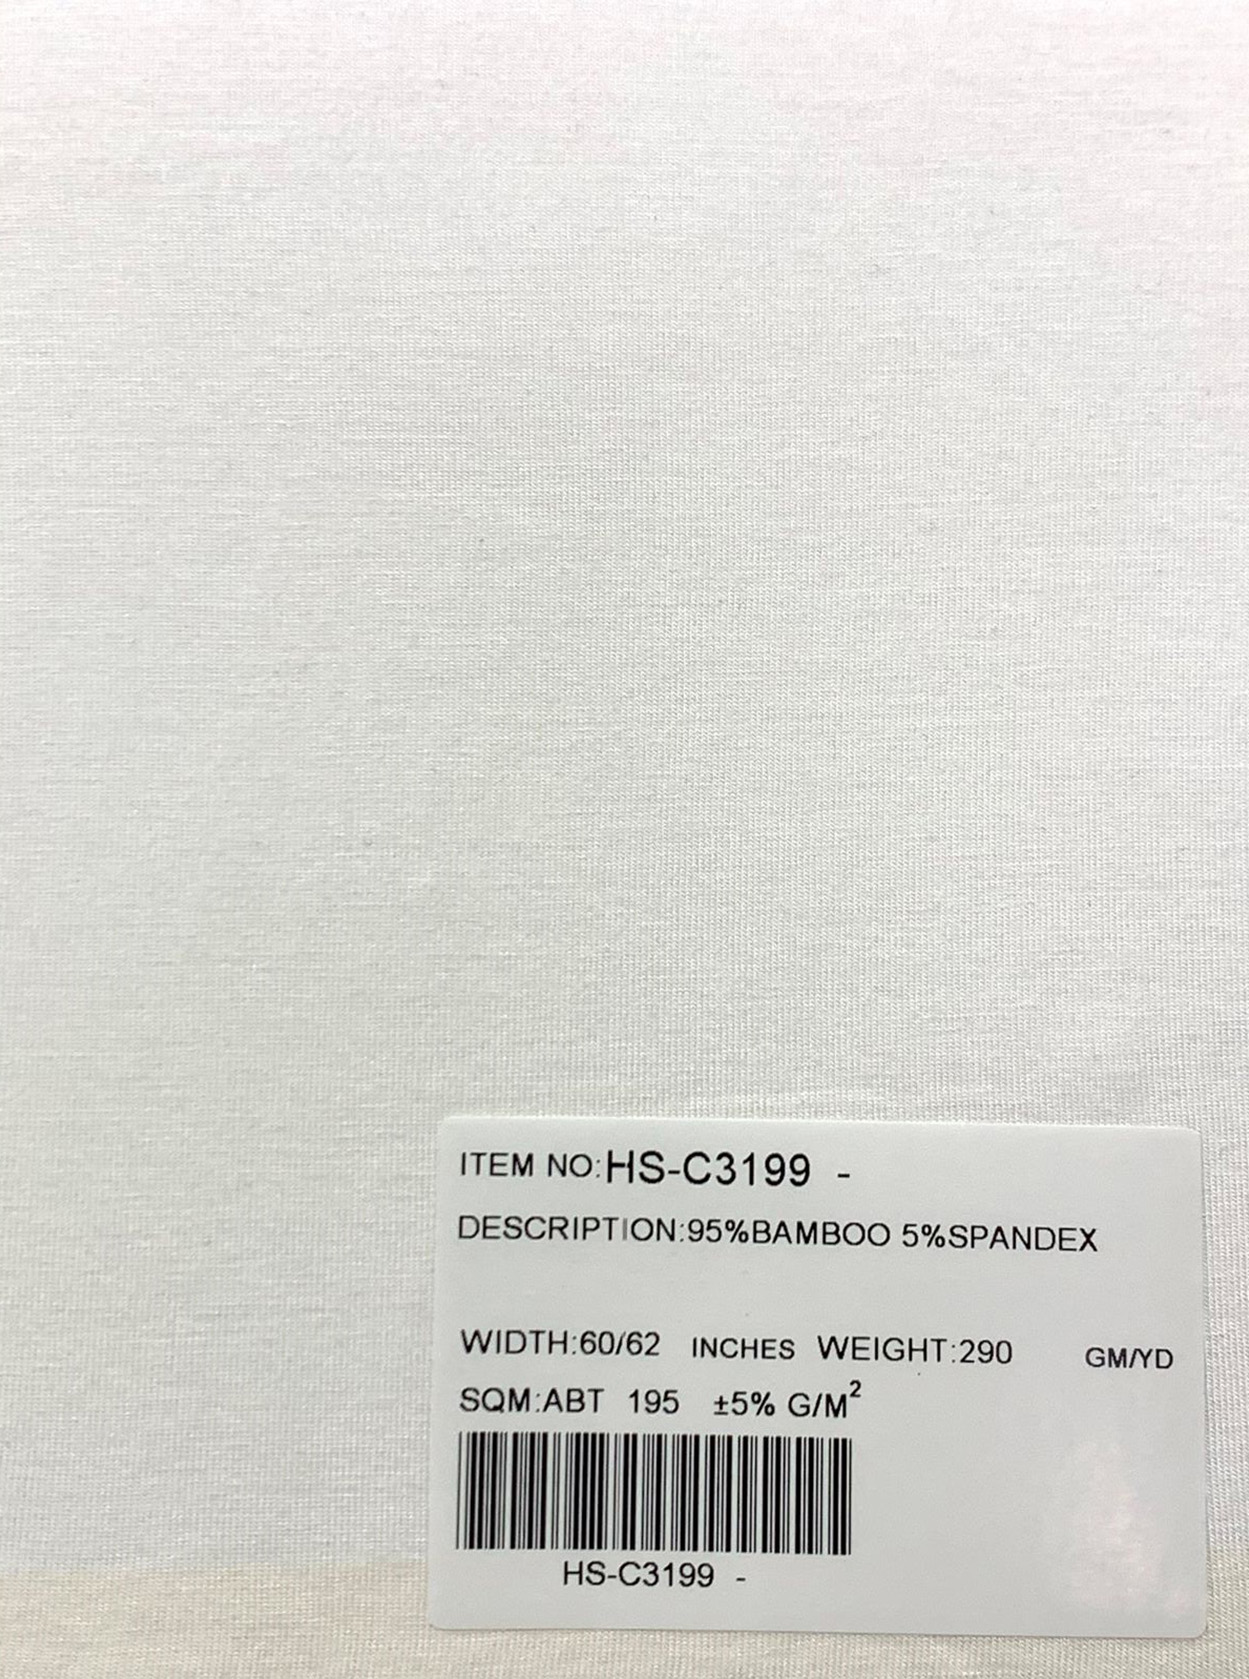 ITEM NO:HS-C3199 -
DESCRIPTION:95%BAMBOO 5%SPANDEX
WIDTH:60/62 INCHES WEIGHT:290 GM/YD
SQM:ABT 195 ±5% G/M²
HS-C3199 -